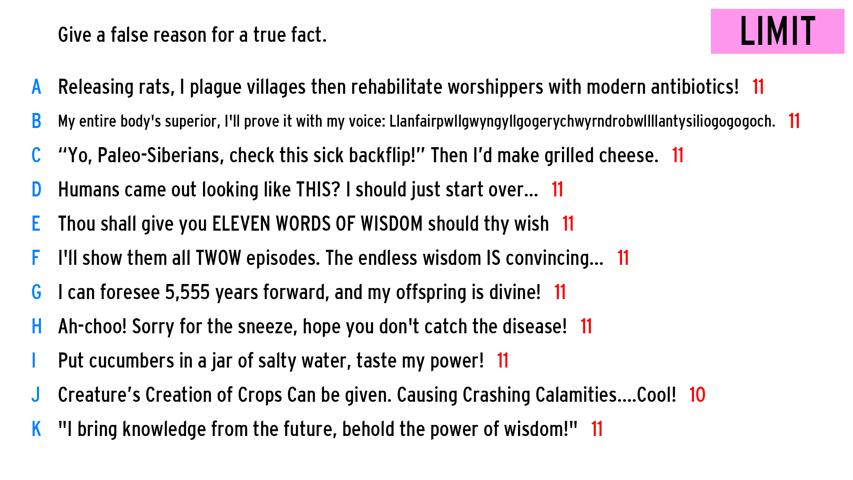 Give a false reason for a true fact.
LIMIT
A Releasing rats, I plague villages then rehabilitate worshippers with modern antibiotics! 11
B My entire body's superior, I'll prove it with my voice: Llanfairpwllgwyngyllgogerychwyrndrobwllllantysiliogogogoch. 11
C “Yo, Paleo-Siberians, check this sick backflip!” Then I’d make grilled cheese. 11
D Humans came out looking like THIS? I should just start over... 11
E Thou shall give you ELEVEN WORDS OF WISDOM should thy wish 11
F I'll show them all TWOW episodes. The endless wisdom IS convincing... 11
G I can foresee 5,555 years forward, and my offspring is divine! 11
H Ah-choo! Sorry for the sneeze, hope you don't catch the disease! 11
I Put cucumbers in a jar of salty water, taste my power! 11
J Creature’s Creation of Crops Can be given. Causing Crashing Calamities....Cool! 10
K "I bring knowledge from the future, behold the power of wisdom!" 11